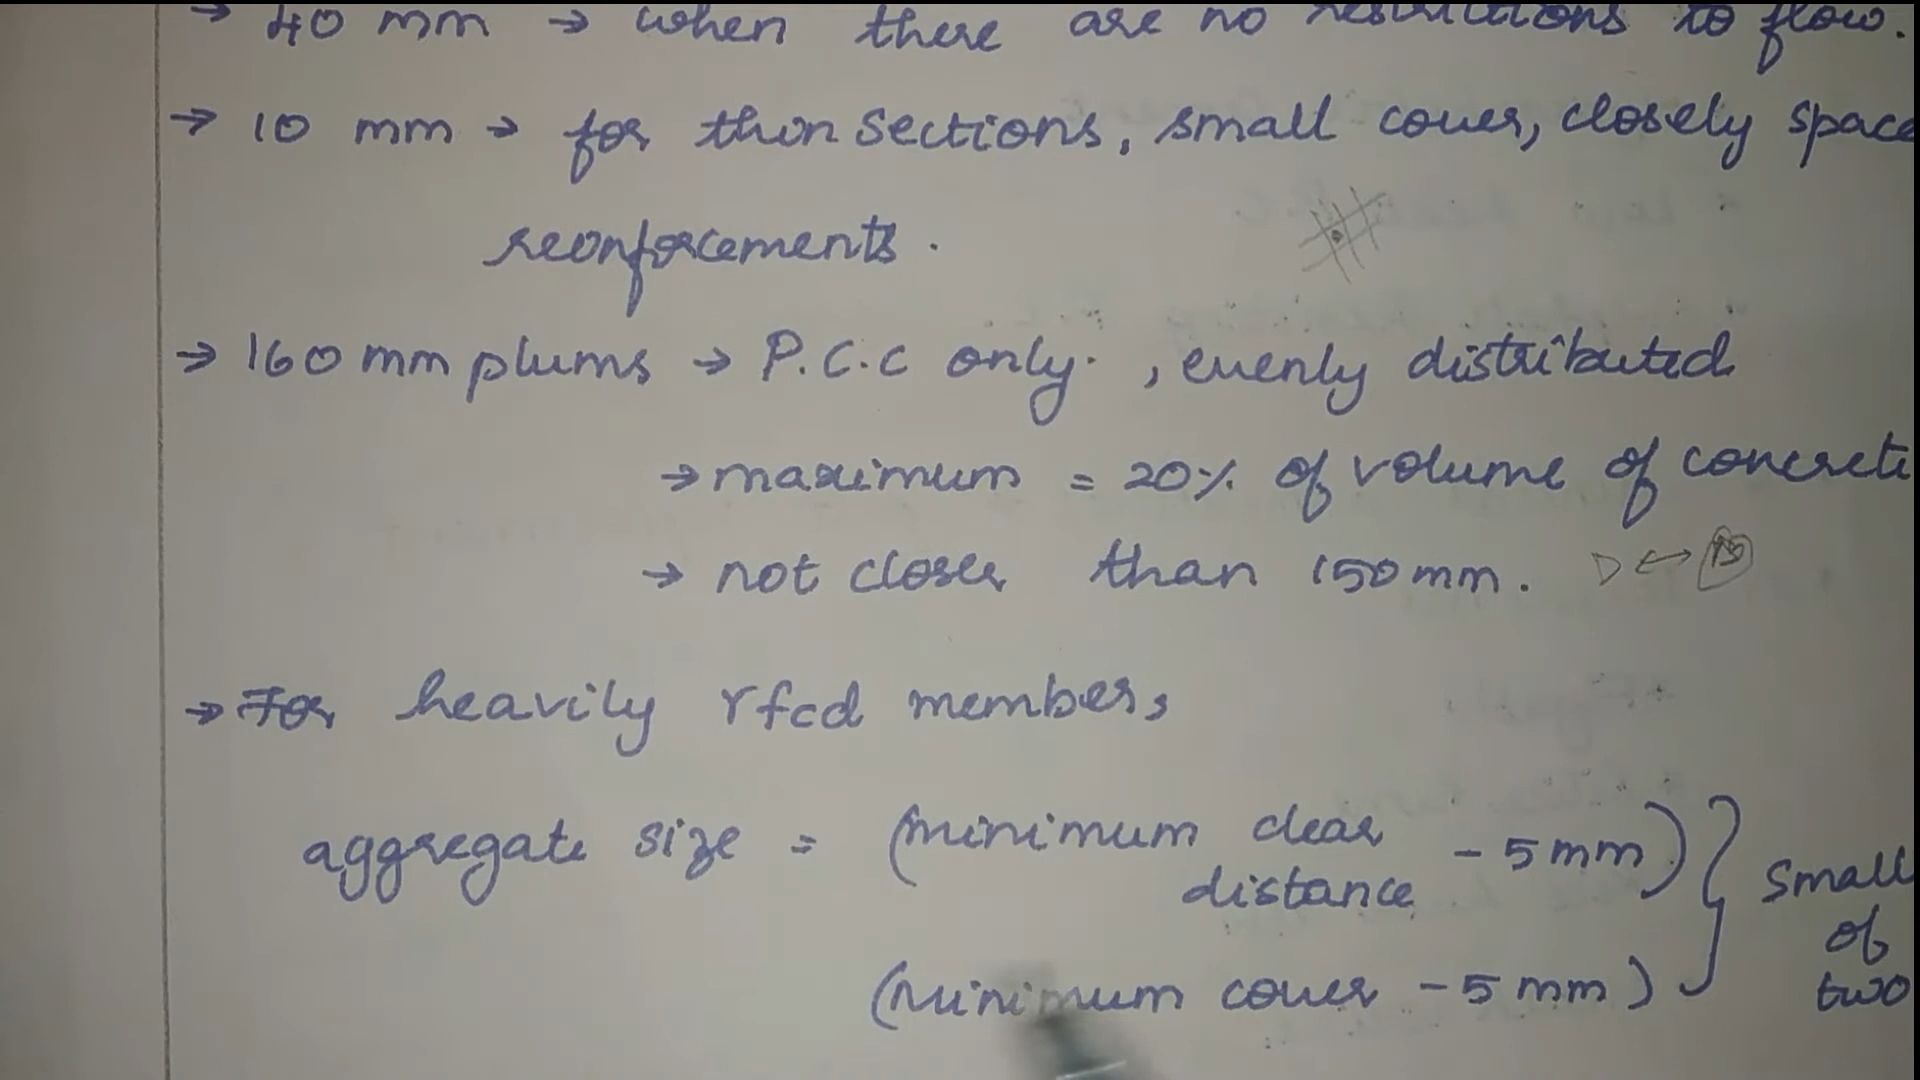 → 40 mm → when there are no restrictions to flow.
→ 10 mm → for thin sections, small cover, closely space
reinforcements.
→ 160 mm plums → P.C.C only. , evenly distributed
→ maximum = 20% of volume of concrete
→ not closer than 150 mm.
→ For heavily rfcd members
aggregate size = (minimum clear distance - 5 mm)
(minimum cover - 5 mm) } Small of two